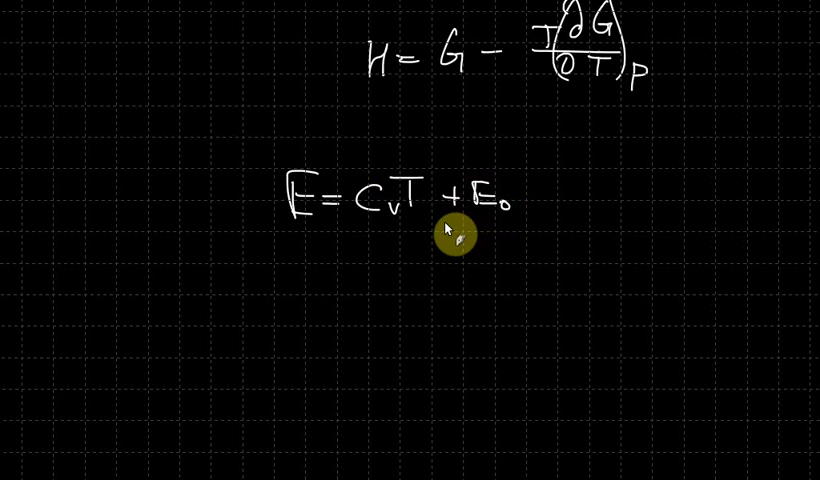 H = G - T(∂G/∂T)P
E = CvT + E0